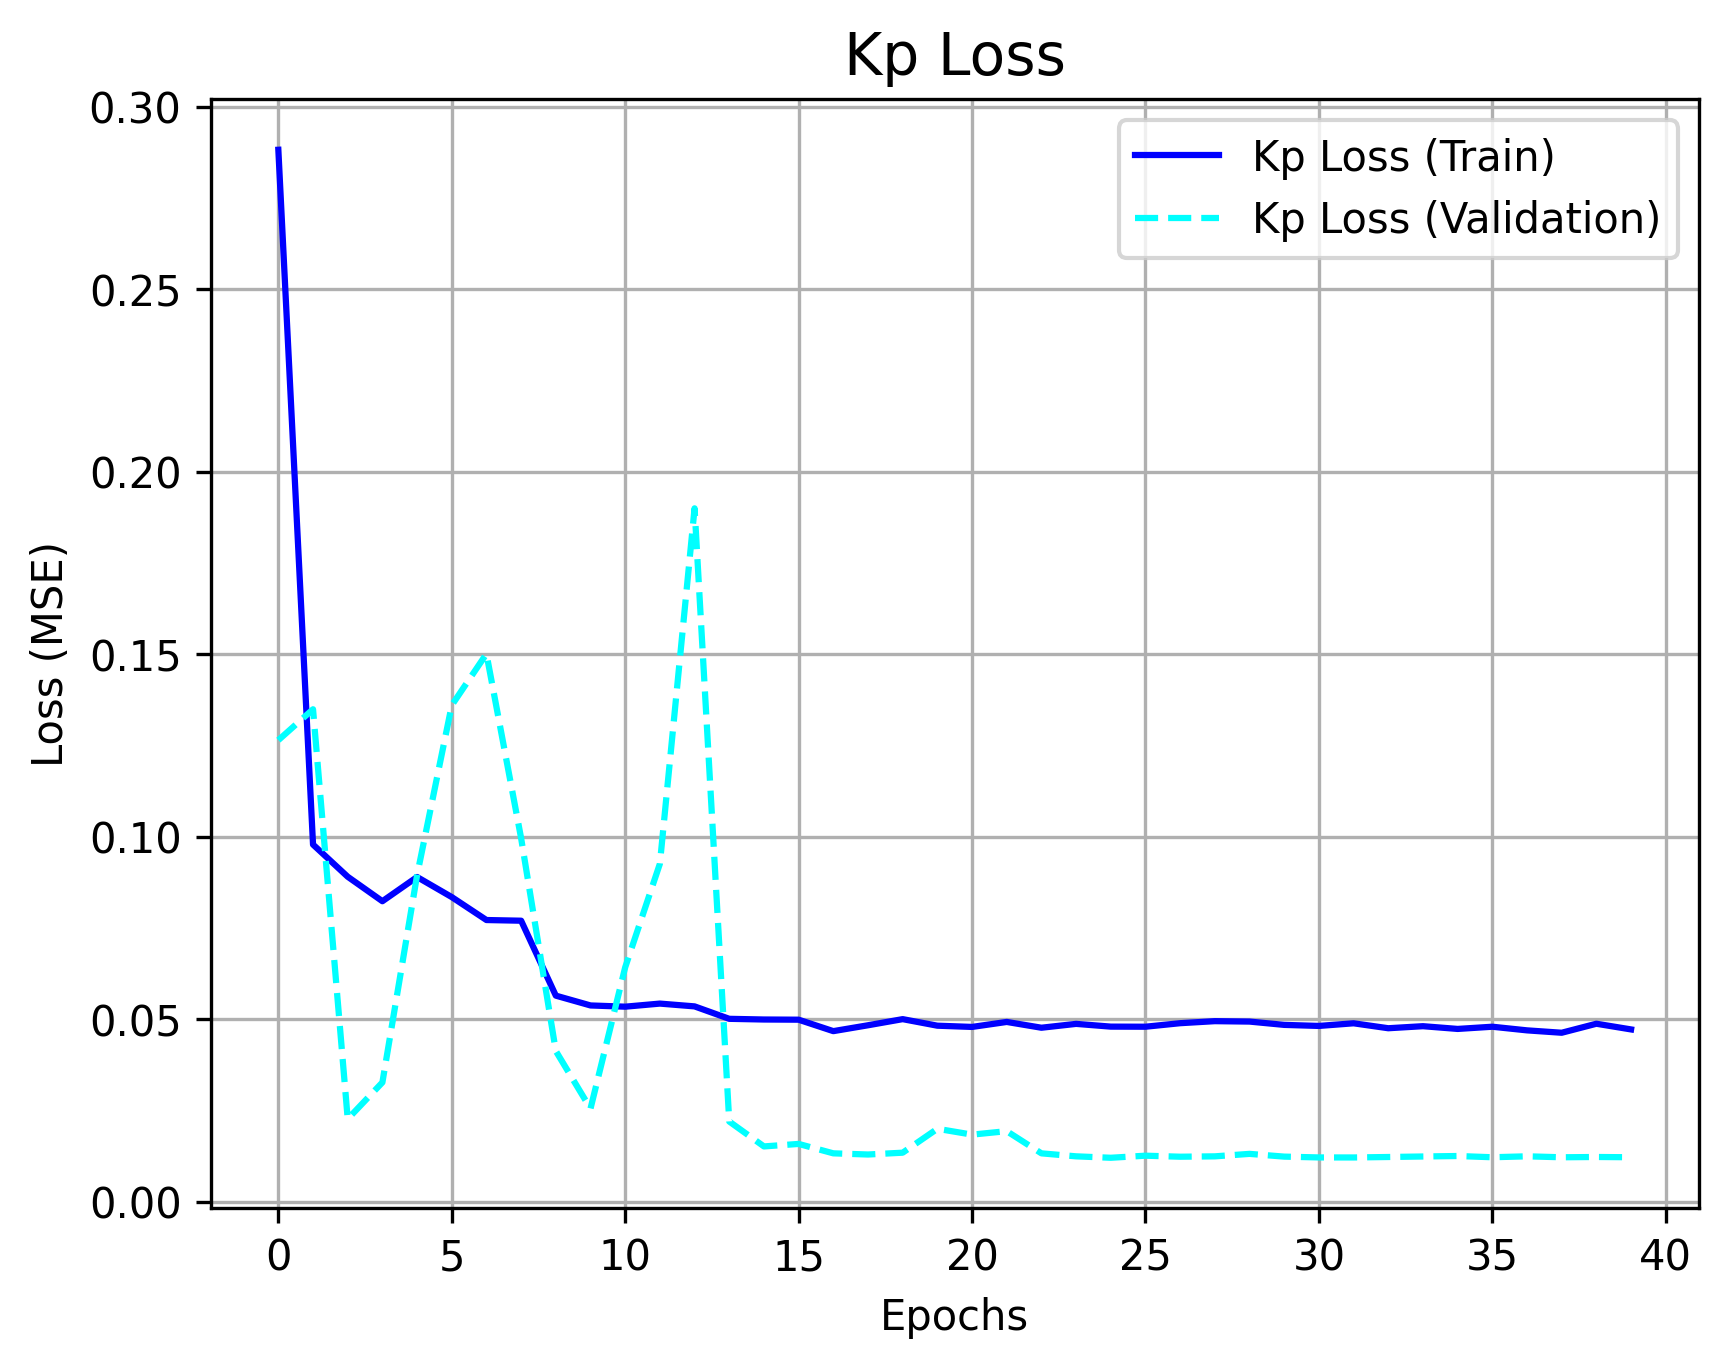 Kp Loss
Kp Loss (Train)
Kp Loss (Validation)
Loss (MSE)
0.30
0.25
0.20
0.15
0.10
0.05
0.00
0 5 10 15 20 25 30 35 40
Epochs